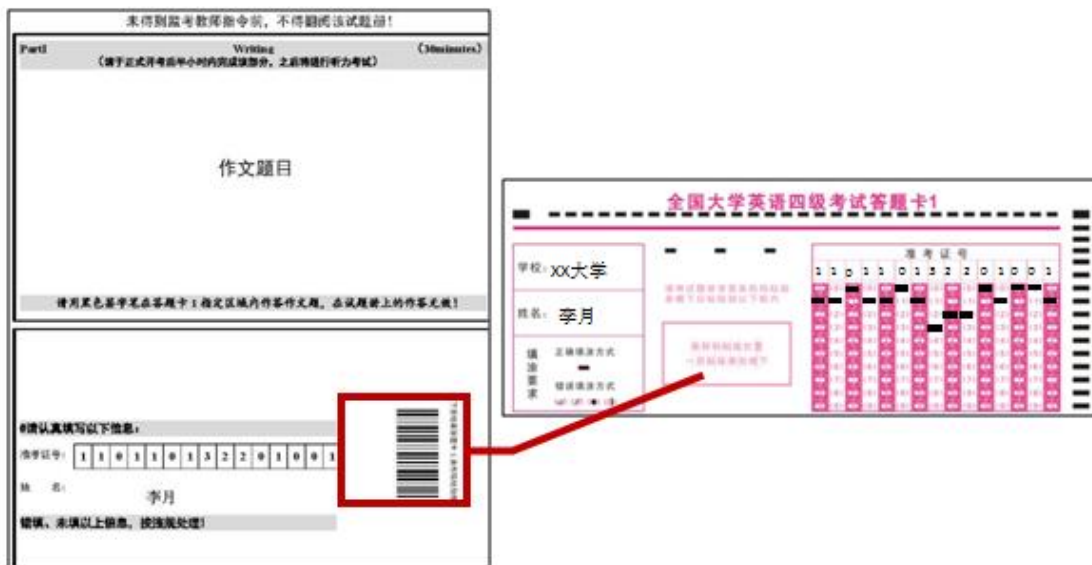 未得到监考教师指令前，不得翻阅该试题册！
PartI Writing (30minutes)
（请于正式开考后半小时内完成该部分，之后将进行听力考试）
作文题目
请用黑色签字笔在答题卡1指定区域内作答作文题，在试题册上的作答无效！
请认真填写以下信息：
准考证号：
1 1 0 1 1 0 1 3 2 2 0 1 0 0 1
姓 名：
李月
错填、未填以上信息，按违规处理！
全国大学英语四级考试答题卡1
学校：XX大学
姓名：李月
填涂要求
正确填涂方式
错误填涂方式
准考证号
1 1 0 1 1 0 1 3 2 2 0 1 0 0 1